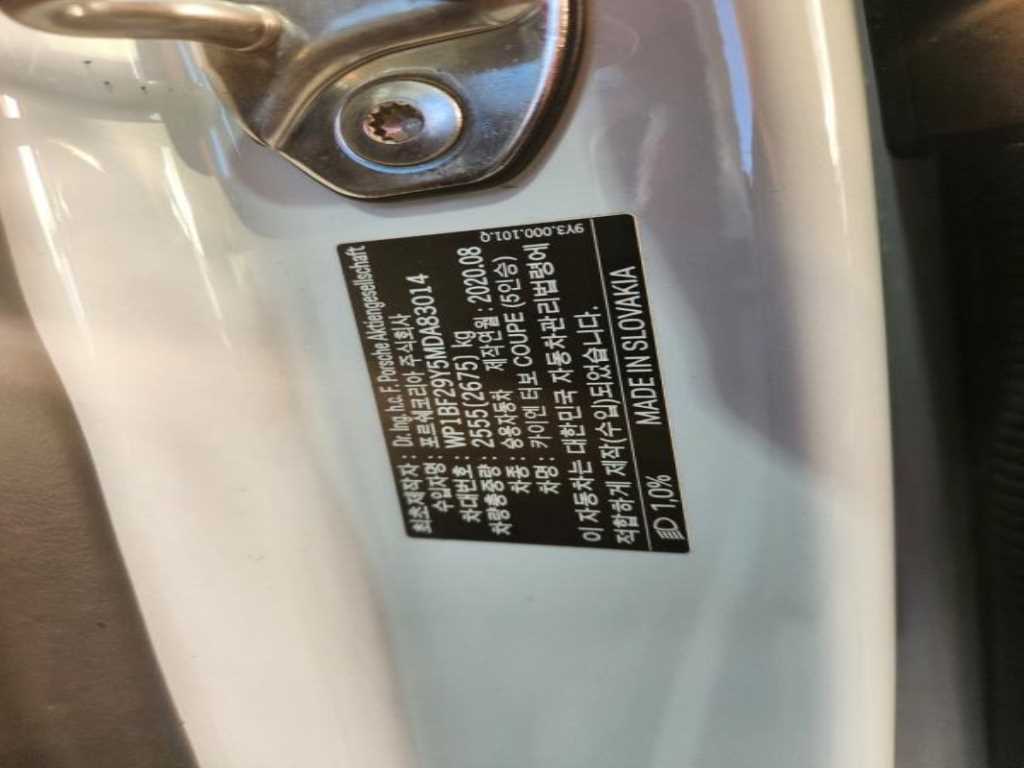 최초제작자 : Dr. Ing. h.c. F. Porsche Aktiengesellschaft
수입자명 : 포르쉐코리아 주식회사
차대번호 : WP1BF29Y5MDA83014
차량총중량 : 2555(2675) kg
차종 : 승용자동차 제작연월 : 2020.08
차명 : 카이엔 터보 COUPE (5인승)
이 자동차는 대한민국 자동차관리법령에
적합하게 제작(수입)되었습니다.
9Y3.000.101.Q
1,0% MADE IN SLOVAKIA